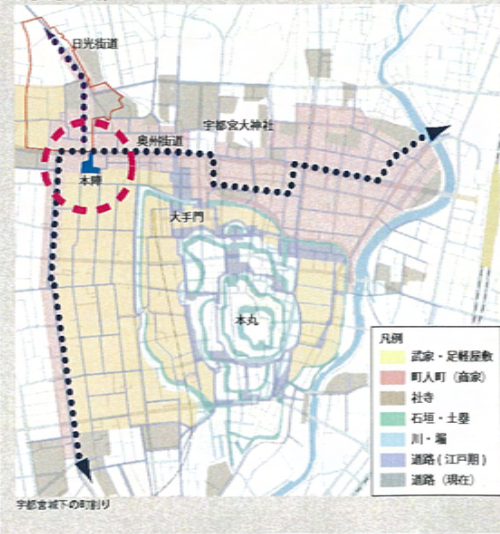 日光街道
宇都宮大神社
奥州街道
本陣
大手門
本丸
凡例
武家・足軽屋敷
町人町（商家）
社寺
石垣・土塁
川・堀
道路（江戸期）
道路（現在）
宇都宮城下の町割り